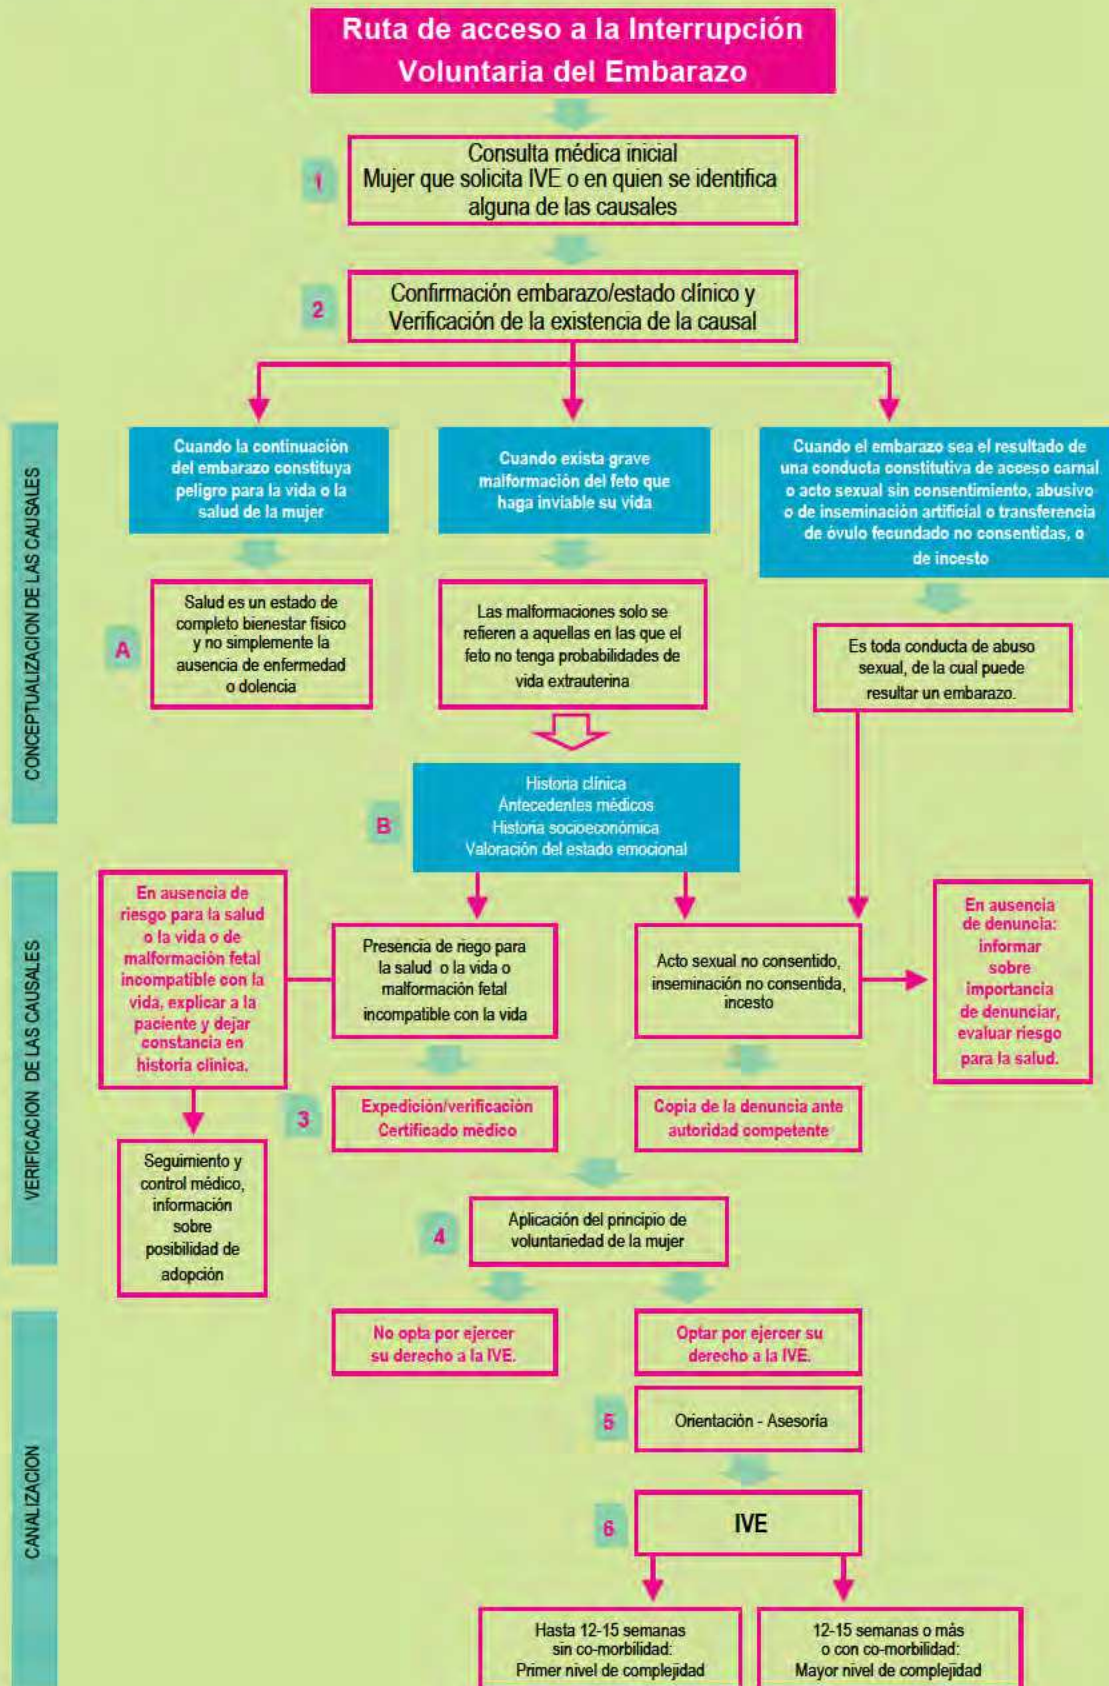 Ruta de acceso a la Interrupción
Voluntaria del Embarazo
1
Consulta médica inicial
Mujer que solicita IVE o en quien se identifica
alguna de las causales
2
Confirmación embarazo/estado clínico y
Verificación de la existencia de la causal
CONCEPTUALIZACION DE LAS CAUSALES
Cuando la continuación
del embarazo constituya
peligro para la vida o la
salud de la mujer
Cuando exista grave
malformación del feto que
haga inviable su vida
Cuando el embarazo sea el resultado de
una conducta constitutiva de acceso carnal
o acto sexual sin consentimiento, abusivo
o de inseminación artificial o transferencia
de óvulo fecundado no consentidas, o
de incesto
A
Salud es un estado de
completo bienestar físico
y no simplemente la
ausencia de enfermedad
o dolencia
Las malformaciones solo se
refieren a aquellas en las que el
feto no tenga probabilidades de
vida extrauterina
Es toda conducta de abuso
sexual, de la cual puede
resultar un embarazo.
B
Historia clínica
Antecedentes médicos
Historia socioeconómica
Valoración del estado emocional
VERIFICACION DE LAS CAUSALES
En ausencia de
riesgo para la salud
o la vida o de
malformación fetal
incompatible con la
vida, explicar a la
paciente y dejar
constancia en
historia clínica.
Presencia de riego para
la salud o la vida o
malformación fetal
incompatible con la vida
Acto sexual no consentido,
inseminación no consentida,
incesto
En ausencia
de denuncia:
informar
sobre
importancia
de denunciar,
evaluar riesgo
para la salud.
3
Expedición/verificación
Certificado médico
Copia de la denuncia ante
autoridad competente
Seguimiento y
control médico,
información
sobre
posibilidad de
adopción
4
Aplicación del principio de
voluntariedad de la mujer
CANALIZACION
No opta por ejercer
su derecho a la IVE.
Optar por ejercer su
derecho a la IVE.
5
Orientación - Asesoría
6
IVE
Hasta 12-15 semanas
sin co-morbilidad:
Primer nivel de complejidad
12-15 semanas o más
o con co-morbilidad:
Mayor nivel de complejidad